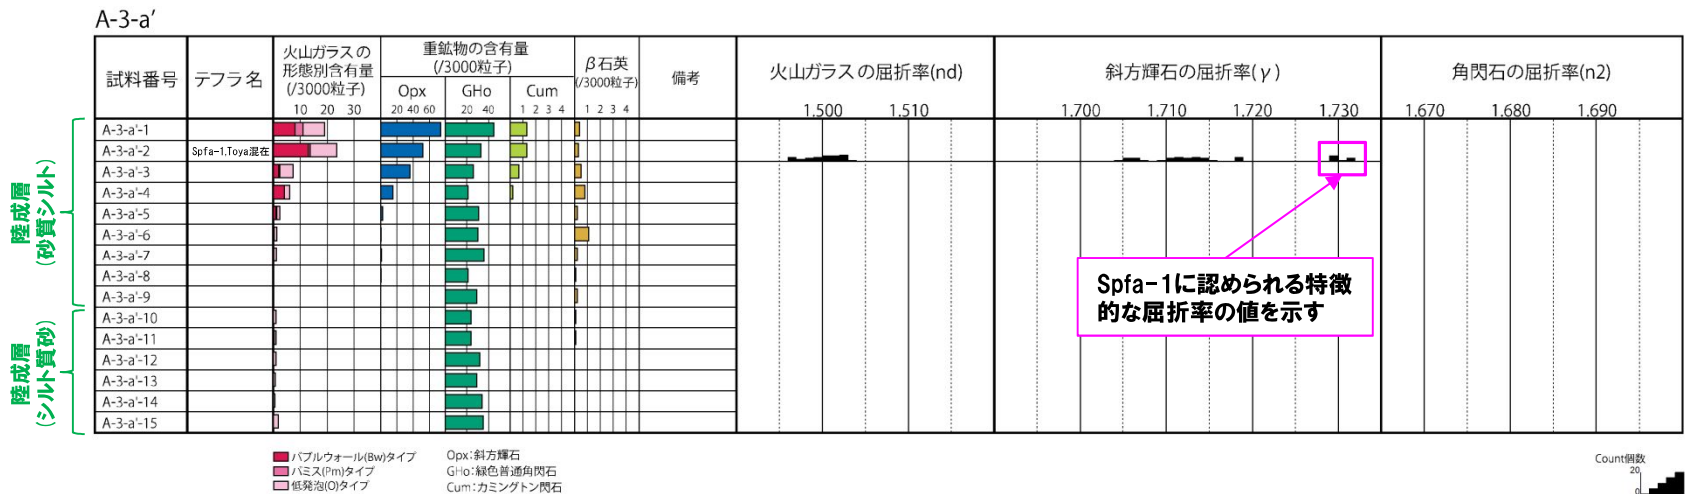 A-3-a'
試料番号
テフラ名
火山ガラスの
形態別含有量
(/3000粒子)
10 20 30
重鉱物の含有量
(/3000粒子)
Opx
20 40 60
GHo
20 40
Cum
1 2 3 4
β石英
(/3000粒子)
1 2 3 4
備考
火山ガラスの屈折率(nd)
1.500 1.510
斜方輝石の屈折率(γ)
1.700 1.710 1.720 1.730
角閃石の屈折率(n2)
1.670 1.680 1.690
陸成層
(砂質シルト)
A-3-a'-1
A-3-a'-2 Spfa-1,Toya混在
A-3-a'-3
A-3-a'-4
A-3-a'-5
A-3-a'-6
A-3-a'-7
A-3-a'-8
A-3-a'-9
陸成層
(シルト質砂)
A-3-a'-10
A-3-a'-11
A-3-a'-12
A-3-a'-13
A-3-a'-14
A-3-a'-15
Spfa-1に認められる特徴
的な屈折率の値を示す
バブルウォール(Bw)タイプ
パミス(Pm)タイプ
低発泡(O)タイプ
Opx:斜方輝石
GHo:緑色普通角閃石
Cum:カミングトン閃石
Count個数
20
0